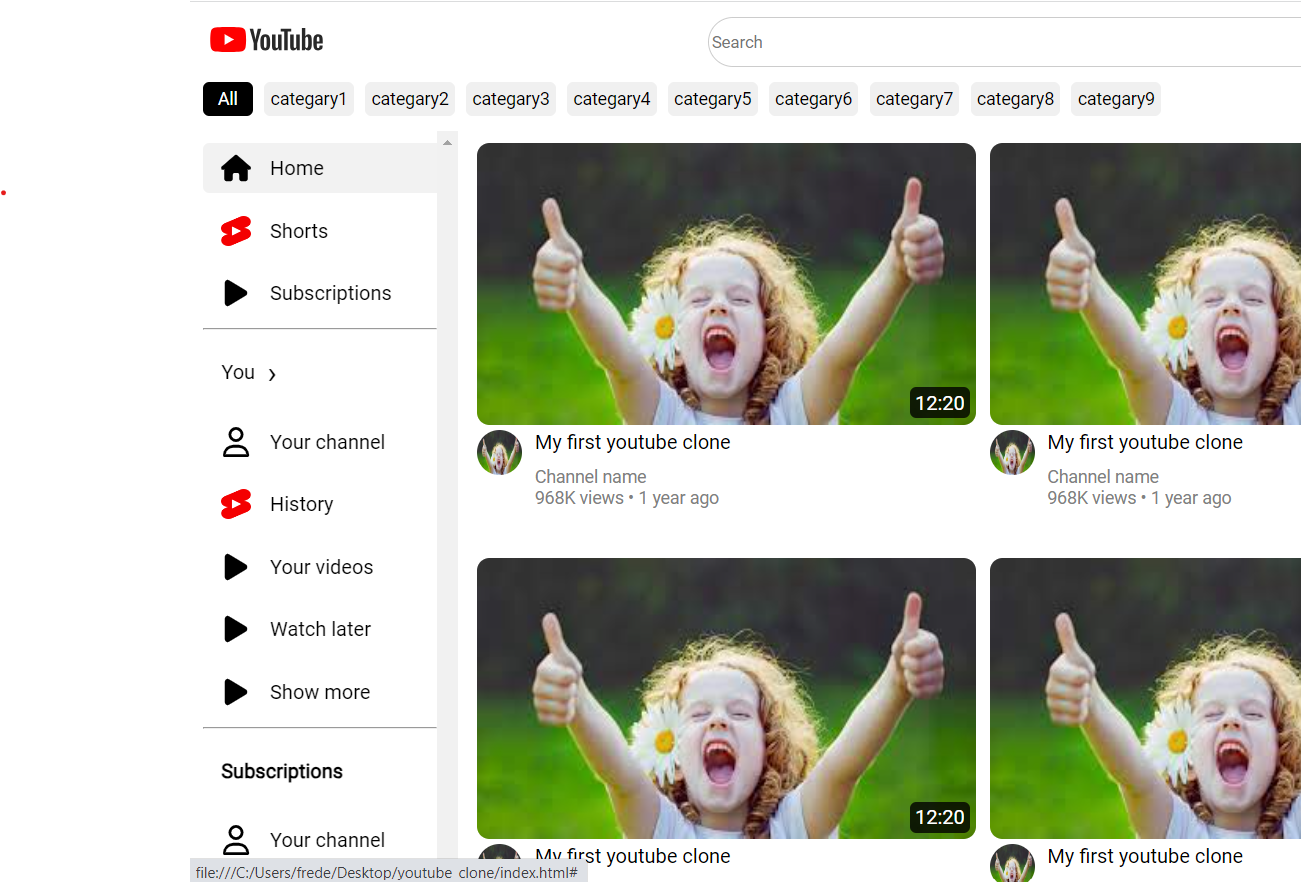 YouTube
Search
All categary1 categary2 categary3 categary4 categary5 categary6 categary7 categary8 categary9
Home
Shorts
Subscriptions
You ›
Your channel
History
Your videos
Watch later
Show more
Subscriptions
Your channel
12:20
My first youtube clone
Channel name
968K views • 1 year ago
My first youtube clone
Channel name
968K views • 1 year ago
12:20
My first youtube clone
My first youtube clone
file:///C:/Users/frede/Desktop/youtube_clone/index.html#